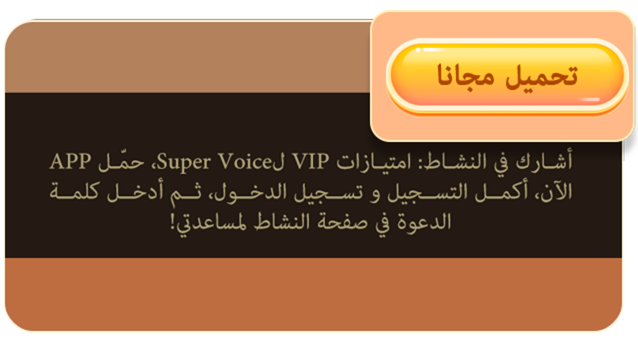 تحميل مجانا
أشارك في النشاط: امتيازات VIP لSuper Voice، حمّل APP
الآن، أكمل التسجيل و تسجيل الدخول، ثم أدخل كلمة
الدعوة في صفحة النشاط لمساعدتي!